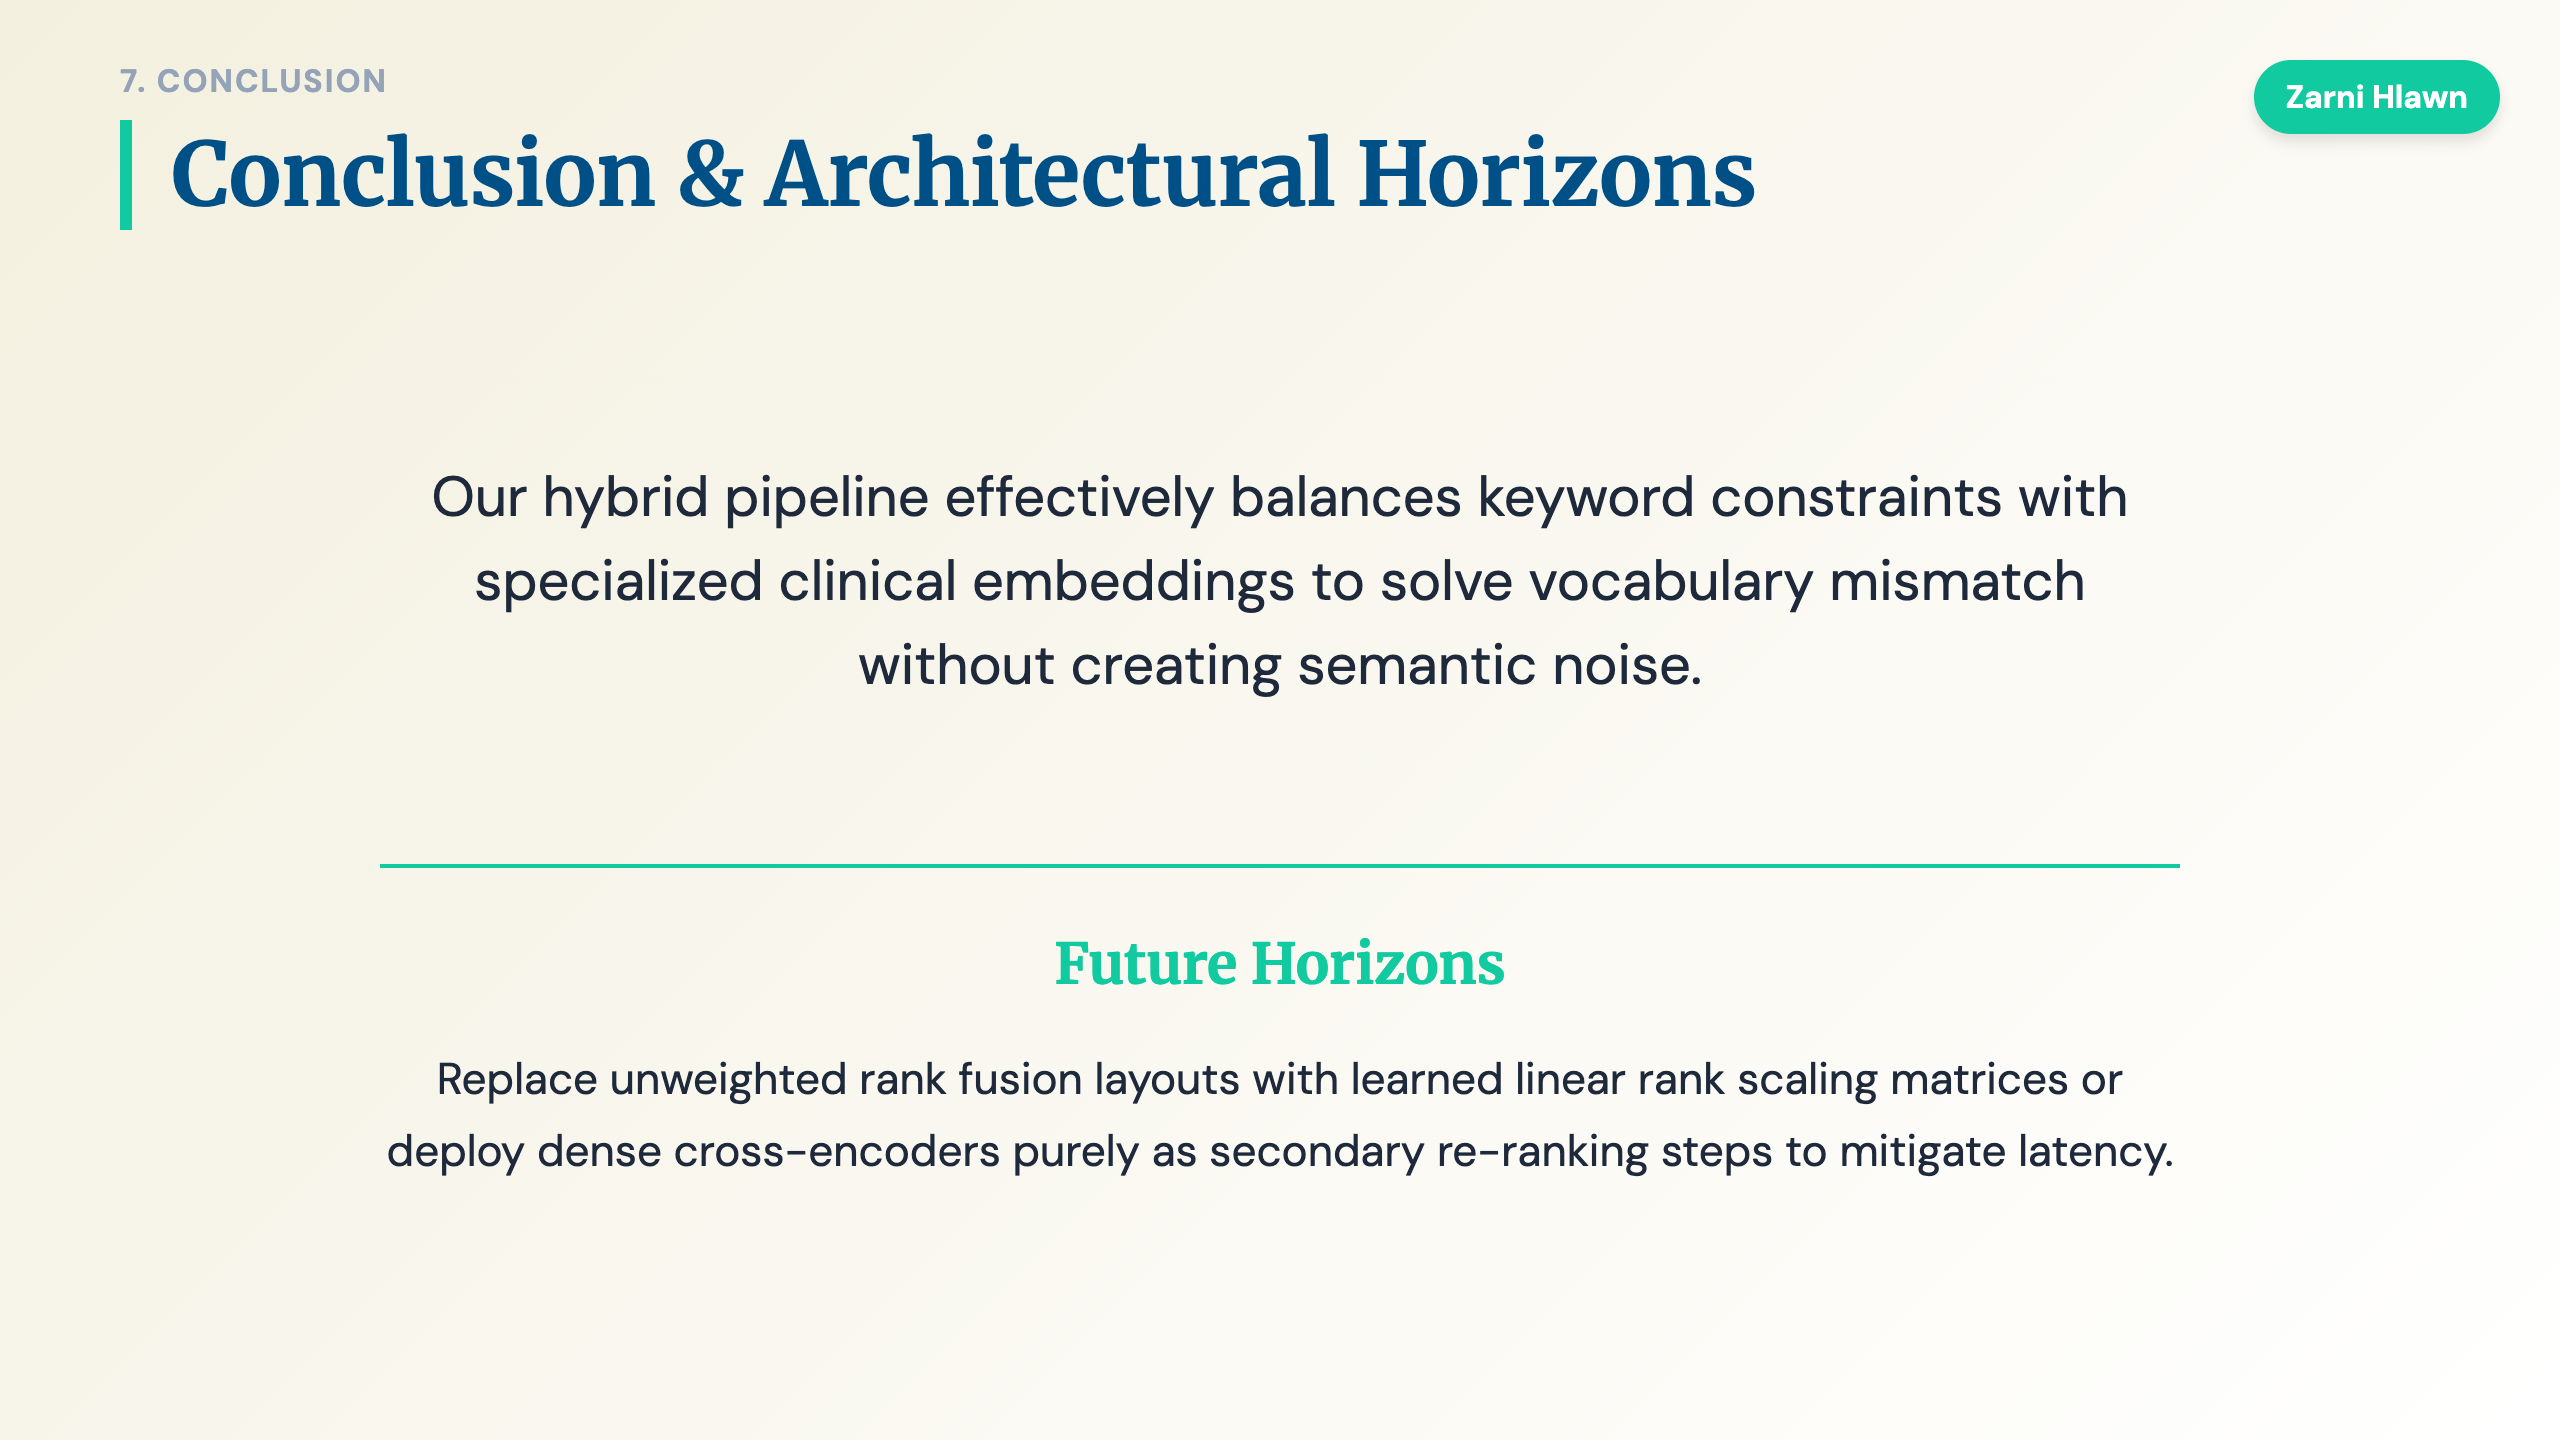 7. CONCLUSION
Zarni Hlawn
Conclusion & Architectural Horizons
Our hybrid pipeline effectively balances keyword constraints with
specialized clinical embeddings to solve vocabulary mismatch
without creating semantic noise.
Future Horizons
Replace unweighted rank fusion layouts with learned linear rank scaling matrices or
deploy dense cross-encoders purely as secondary re-ranking steps to mitigate latency.